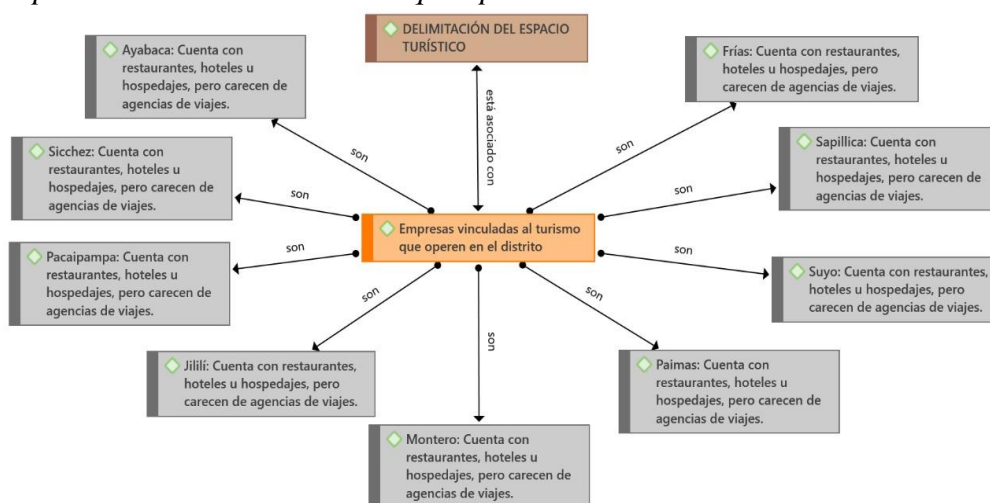 DELIMITACIÓN DEL ESPACIO
TURÍSTICO
Ayabaca: Cuenta con
restaurantes, hoteles u
hospedajes, pero carecen de
agencias de viajes.
Frías: Cuenta con restaurantes,
hoteles u hospedajes, pero
carecen de agencias de viajes.
está asociado con
son
son
Sicchez: Cuenta con
restaurantes, hoteles u
hospedajes, pero carecen de
agencias de viajes.
son
Sapillica: Cuenta con
restaurantes, hoteles u
hospedajes, pero carecen de
agencias de viajes.
son
Empresas vinculadas al turismo
que operen en el distrito
Pacaipampa: Cuenta con
restaurantes, hoteles u
hospedajes, pero carecen de
agencias de viajes.
son
Suyo: Cuenta con restaurantes,
hoteles u hospedajes, pero
carecen de agencias de viajes.
son
son
son
son
Jililí: Cuenta con restaurantes,
hoteles u hospedajes, pero
carecen de agencias de viajes.
Paimas: Cuenta con
restaurantes, hoteles u
hospedajes, pero carecen de
agencias de viajes.
Montero: Cuenta con
restaurantes, hoteles u
hospedajes, pero carecen de
agencias de viajes.